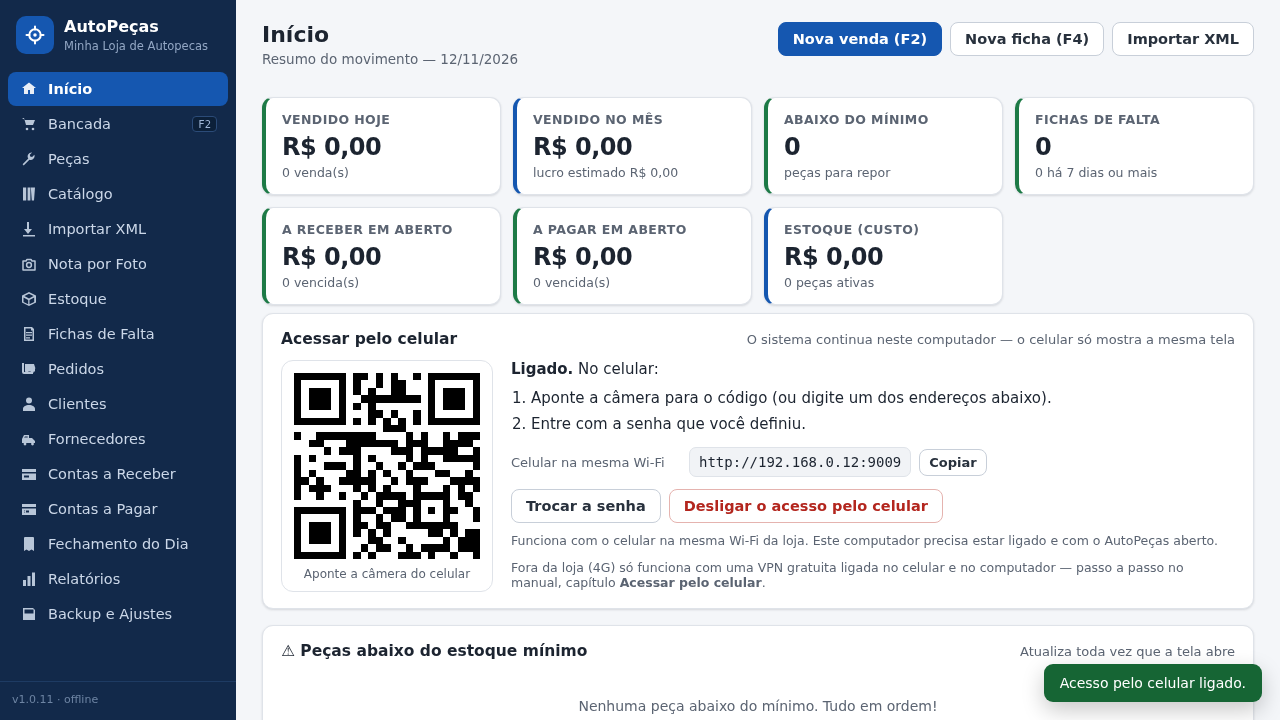 AutoPeças
Minha Loja de Autopecas
Início
Bancada F2
Peças
Catálogo
Importar XML
Nota por Foto
Estoque
Fichas de Falta
Pedidos
Clientes
Fornecedores
Contas a Receber
Contas a Pagar
Fechamento do Dia
Relatórios
Backup e Ajustes
v1.0.11 · offline
Início
Resumo do movimento — 12/11/2026
Nova venda (F2)
Nova ficha (F4)
Importar XML
VENDIDO HOJE
R$ 0,00
0 venda(s)
VENDIDO NO MÊS
R$ 0,00
lucro estimado R$ 0,00
ABAIXO DO MÍNIMO
0
peças para repor
FICHAS DE FALTA
0
0 há 7 dias ou mais
A RECEBER EM ABERTO
R$ 0,00
0 vencida(s)
A PAGAR EM ABERTO
R$ 0,00
0 vencida(s)
ESTOQUE (CUSTO)
R$ 0,00
0 peças ativas
Acessar pelo celular
O sistema continua neste computador — o celular só mostra a mesma tela
Aponte a câmera do celular
Ligado. No celular:
1. Aponte a câmera para o código (ou digite um dos endereços abaixo).
2. Entre com a senha que você definiu.
Celular na mesma Wi-Fi http://192.168.0.12:9009 Copiar
Trocar a senha
Desligar o acesso pelo celular
Funciona com o celular na mesma Wi-Fi da loja. Este computador precisa estar ligado e com o AutoPeças aberto.
Fora da loja (4G) só funciona com uma VPN gratuita ligada no celular e no computador — passo a passo no
manual, capítulo Acessar pelo celular.
⚠ Peças abaixo do estoque mínimo
Atualiza toda vez que a tela abre
Nenhuma peça abaixo do mínimo. Tudo em ordem!
Acesso pelo celular ligado.